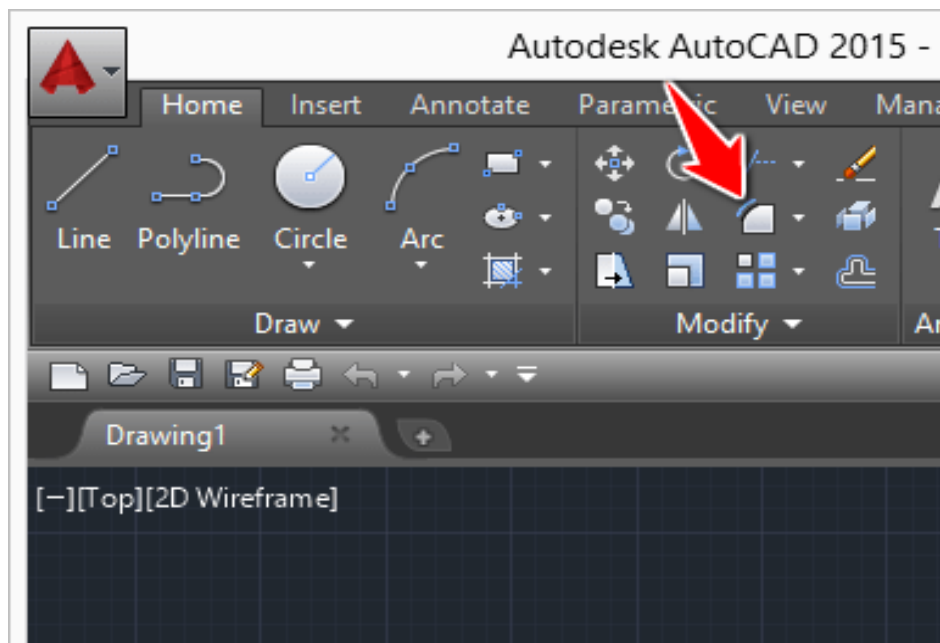 Autodesk AutoCAD 2015 -
Home Insert Annotate View
Line Polyline Circle Arc
Draw Modify
Drawing1
[−][Top][2D Wireframe]